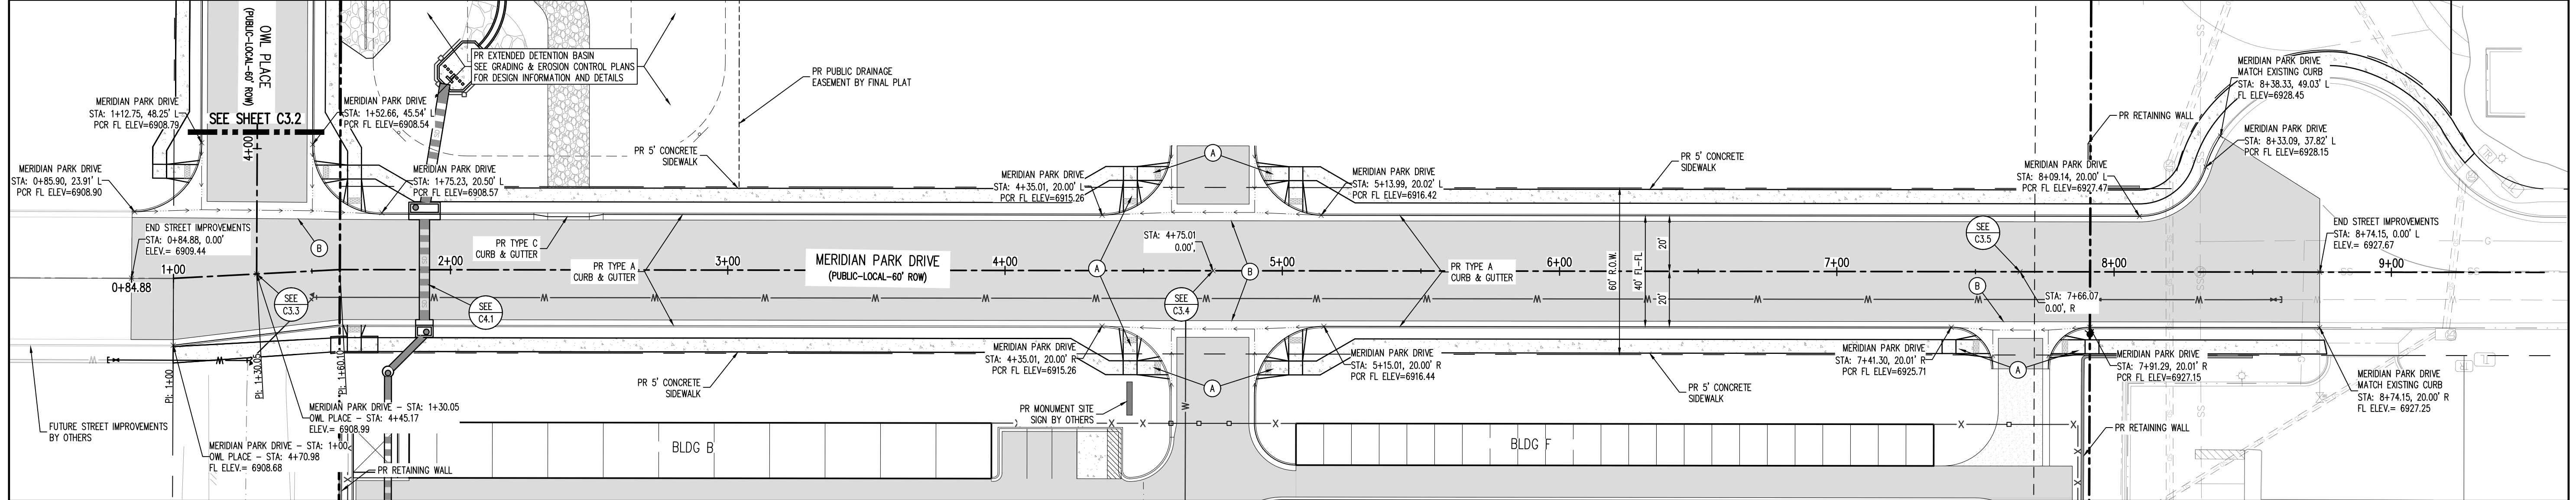 OWL PLACE
(PUBLIC-LOCAL-60' ROW)
SEE SHEET C3.2
4+00
PR EXTENDED DETENTION BASIN
SEE GRADING & EROSION CONTROL PLANS
FOR DESIGN INFORMATION AND DETAILS
PR PUBLIC DRAINAGE
EASEMENT BY FINAL PLAT
MERIDIAN PARK DRIVE
STA: 1+12.75, 48.25' L
PCR FL ELEV=6908.79
MERIDIAN PARK DRIVE
STA: 1+52.66, 45.54' L
PCR FL ELEV=6908.54
MERIDIAN PARK DRIVE
STA: 0+85.90, 23.91' L
PCR FL ELEV=6908.90
MERIDIAN PARK DRIVE
STA: 1+75.23, 20.50' L
PCR FL ELEV=6908.57
PR 5' CONCRETE
SIDEWALK
MERIDIAN PARK DRIVE
STA: 4+35.01, 20.00' L
PCR FL ELEV=6915.26
A
MERIDIAN PARK DRIVE
STA: 5+13.99, 20.02' L
PCR FL ELEV=6916.42
PR 5' CONCRETE
SIDEWALK
MERIDIAN PARK DRIVE
STA: 8+09.14, 20.00' L
PCR FL ELEV=6927.47
PR RETAINING WALL
MERIDIAN PARK DRIVE
MATCH EXISTING CURB
STA: 8+38.33, 49.03' L
FL ELEV=6928.45
MERIDIAN PARK DRIVE
STA: 8+33.09, 37.82' L
PCR FL ELEV=6928.15
END STREET IMPROVEMENTS
STA: 0+84.88, 0.00'
ELEV.= 6909.44
B
PR TYPE C
CURB & GUTTER
PR TYPE A
CURB & GUTTER
MERIDIAN PARK DRIVE
(PUBLIC-LOCAL-60' ROW)
STA: 4+75.01
0.00',
A
B
PR TYPE A
CURB & GUTTER
60' R.O.W.
40' FL-FL
20'
20'
SEE
C3.5
B
STA: 7+66.07
0.00', R
END STREET IMPROVEMENTS
STA: 8+74.15, 0.00' L
ELEV.= 6927.67
0+84.88
1+00
2+00
3+00
4+00
5+00
6+00
7+00
8+00
9+00
SEE
C3.3
SEE
C4.1
SEE
C3.4
W
W
W
PI: 1+00
PI: 1+30.05
PI: 1+60.10
FUTURE STREET IMPROVEMENTS
BY OTHERS
MERIDIAN PARK DRIVE - STA: 1+30.05
OWL PLACE - STA: 4+45.17
ELEV.= 6908.99
MERIDIAN PARK DRIVE - STA: 1+00
OWL PLACE - STA: 4+70.98
FL ELEV.= 6908.68
PR RETAINING WALL
PR 5' CONCRETE
SIDEWALK
BLDG B
MERIDIAN PARK DRIVE
STA: 4+35.01, 20.00' R
PCR FL ELEV=6915.26
PR MONUMENT SITE
SIGN BY OTHERS
A
W
MERIDIAN PARK DRIVE
STA: 5+15.01, 20.00' R
PCR FL ELEV=6916.44
BLDG F
PR 5' CONCRETE
SIDEWALK
MERIDIAN PARK DRIVE
STA: 7+41.30, 20.01' R
PCR FL ELEV=6925.71
A
MERIDIAN PARK DRIVE
STA: 7+91.29, 20.01' R
PCR FL ELEV=6927.15
PR RETAINING WALL
MERIDIAN PARK DRIVE
MATCH EXISTING CURB
STA: 8+74.15, 20.00' R
FL ELEV=6927.25